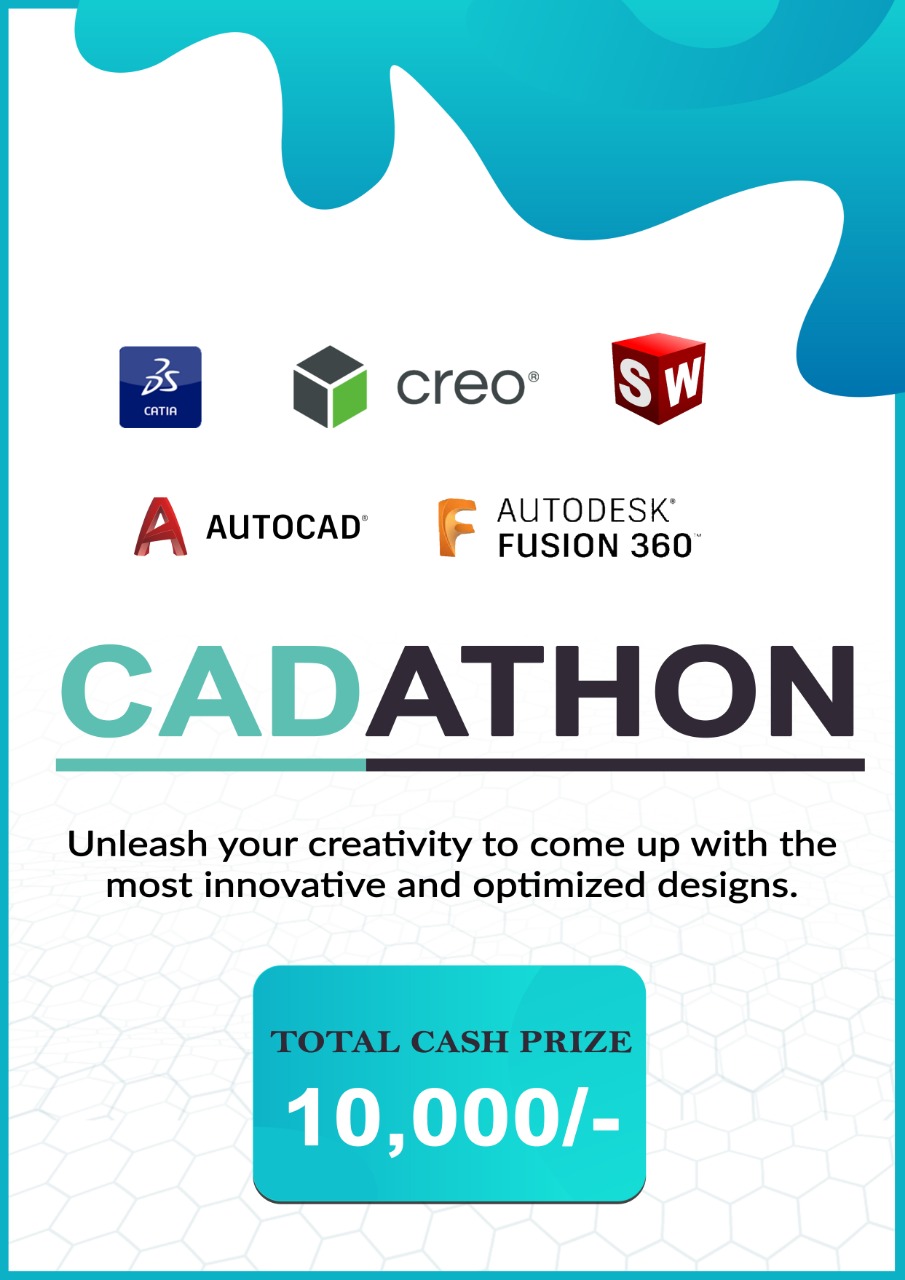 CATIA
creo®
SW
AUTOCAD®
AUTODESK®
FUSION 360™
CADATHON
Unleash your creativity to come up with the
most innovative and optimized designs.
TOTAL CASH PRIZE
10,000/-